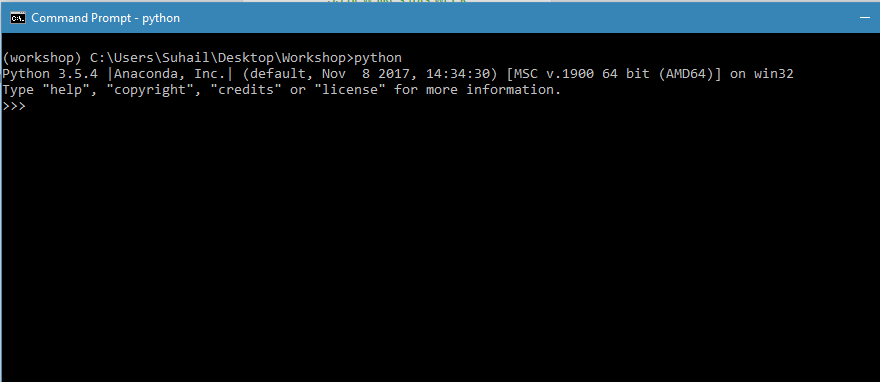 Command Prompt - python
(workshop) C:\Users\Suhail\Desktop\Workshop>python
Python 3.5.4 |Anaconda, Inc.| (default, Nov  8 2017, 14:34:30) [MSC v.1900 64 bit (AMD64)] on win32
Type "help", "copyright", "credits" or "license" for more information.
>>>